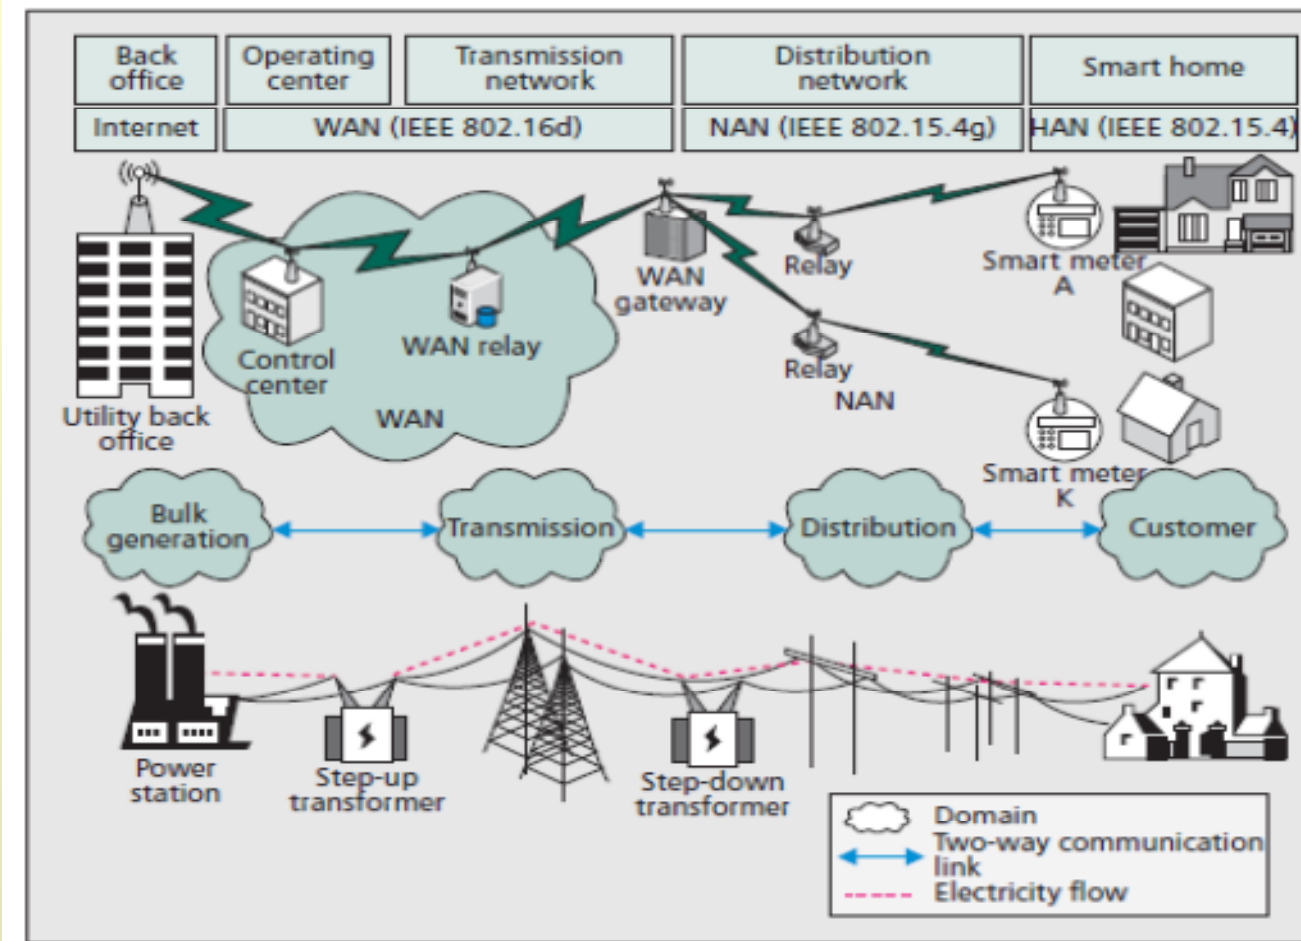 Back
office
Operating
center
Transmission
network
Distribution
network
Smart home
Internet
WAN (IEEE 802.16d)
NAN (IEEE 802.15.4g)
HAN (IEEE 802.15.4)
Control
center
WAN relay
WAN
gateway
Relay
Smart meter
A
Utility back
office
WAN
Relay
NAN
Smart meter
K
Bulk
generation
Transmission
Distribution
Customer
Power
station
Step-up
transformer
Step-down
transformer
Domain
Two-way communication
link
Electricity flow